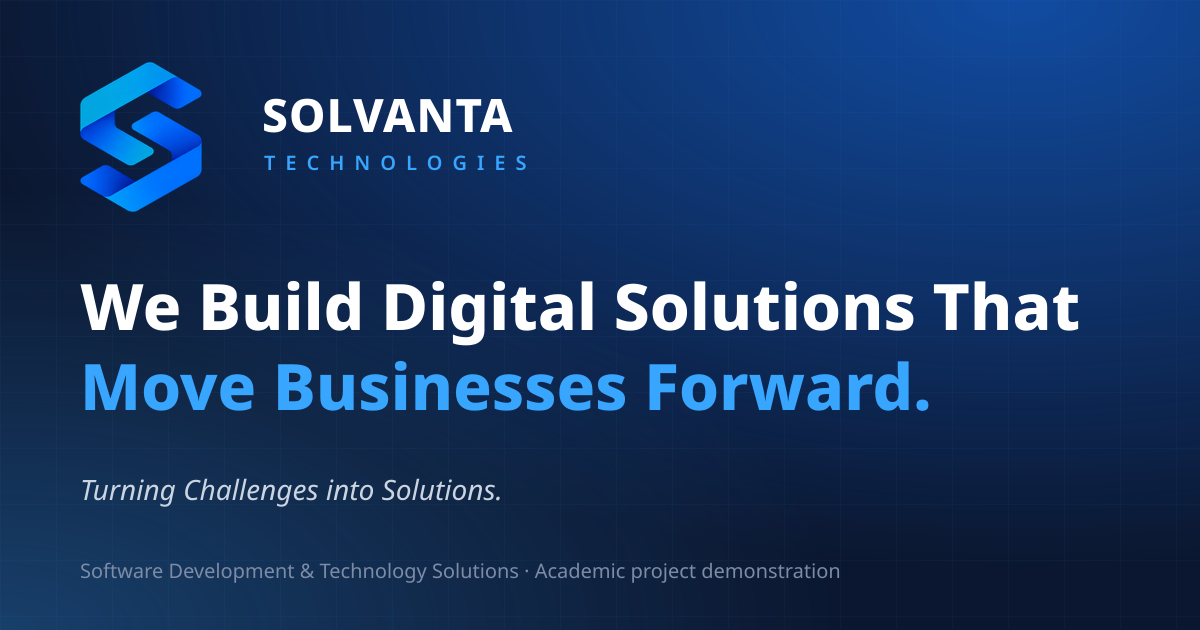 SOLVANTA
TECHNOLOGIES
We Build Digital Solutions That
Move Businesses Forward.
Turning Challenges into Solutions.
Software Development & Technology Solutions · Academic project demonstration